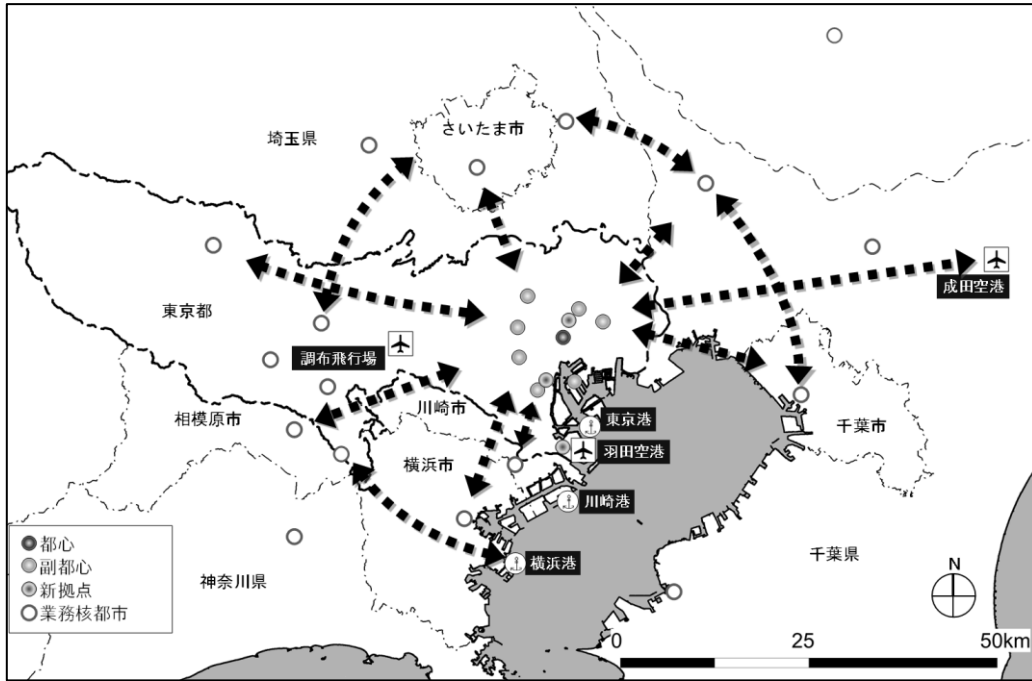 さいたま市
埼玉県
成田空港
東京都
調布飛行場
川崎市
相模原市
東京港
千葉市
横浜市
羽田空港
川崎港
都心
副都心
新拠点
業務核都市
神奈川県
横浜港
千葉県
N
0 25 50km